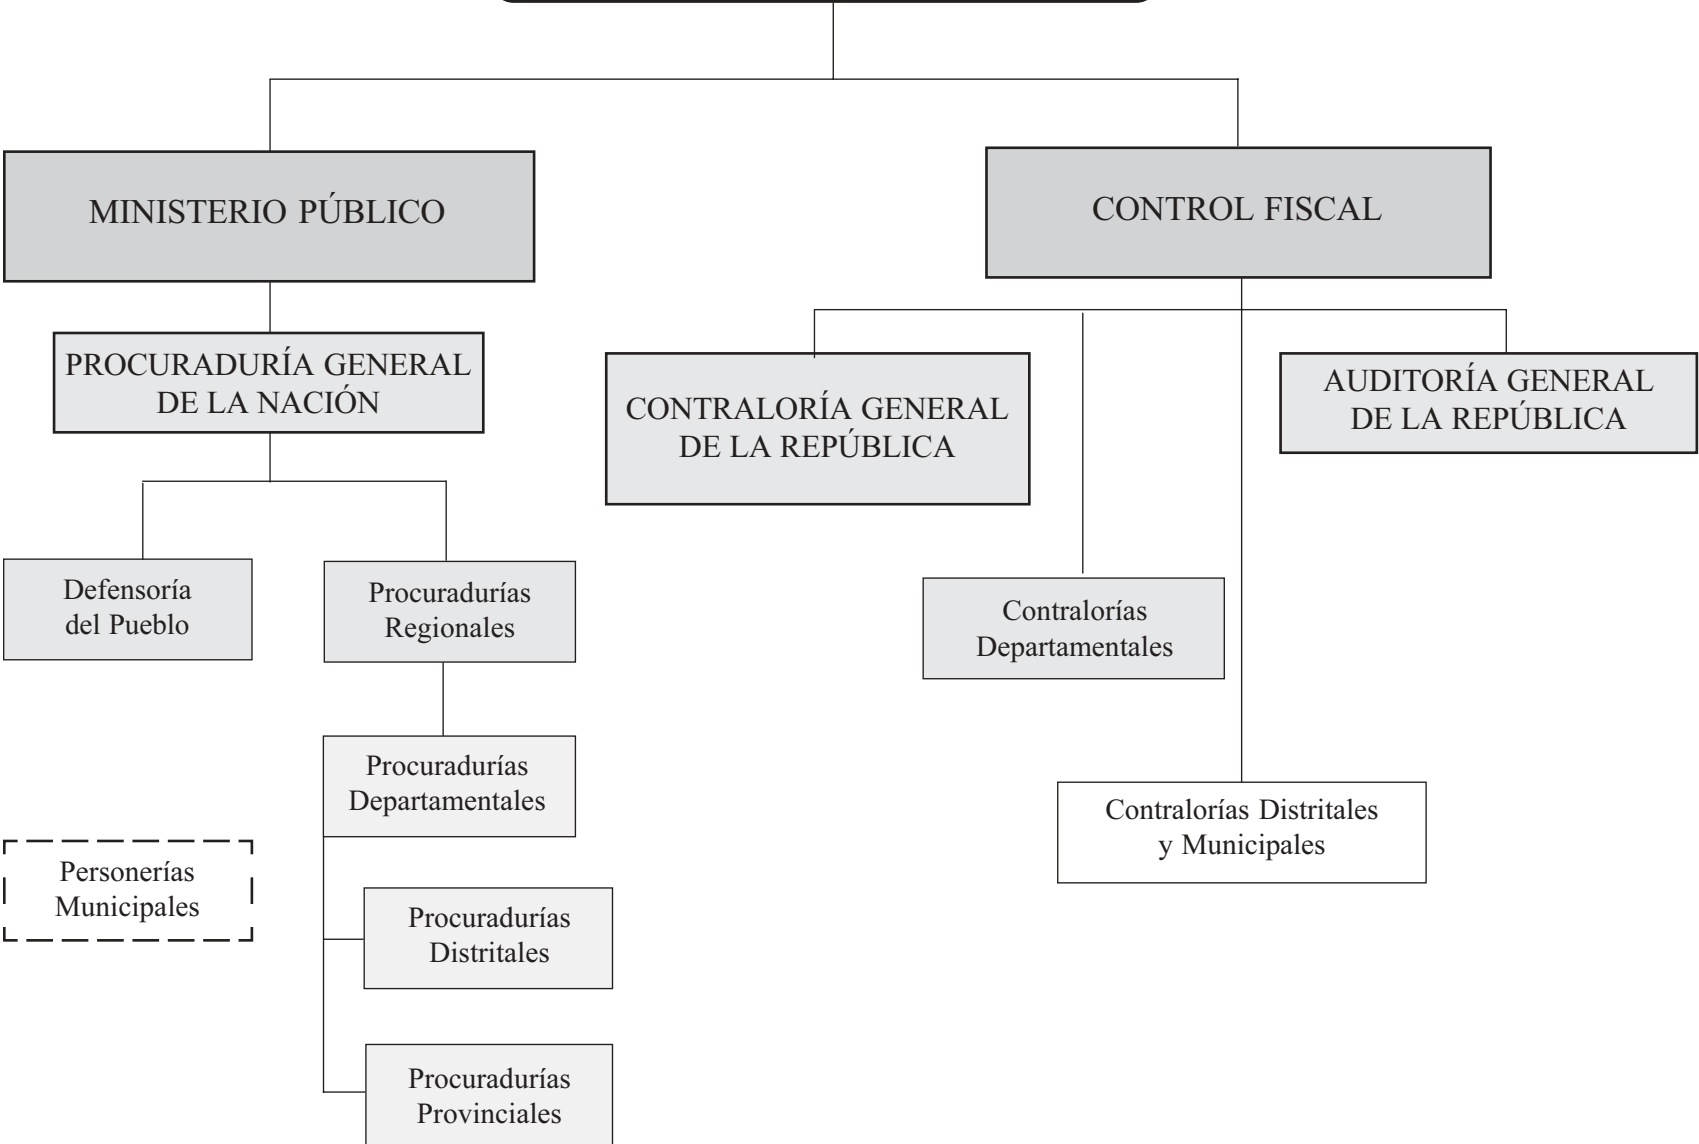 MINISTERIO PÚBLICO
CONTROL FISCAL
PROCURADURÍA GENERAL
DE LA NACIÓN
CONTRALORÍA GENERAL
DE LA REPÚBLICA
AUDITORÍA GENERAL
DE LA REPÚBLICA
Defensoría
del Pueblo
Procuradurías
Regionales
Contralorías
Departamentales
Procuradurías
Departamentales
Contralorías Distritales
y Municipales
Personerías
Municipales
Procuradurías
Distritales
Procuradurías
Provinciales